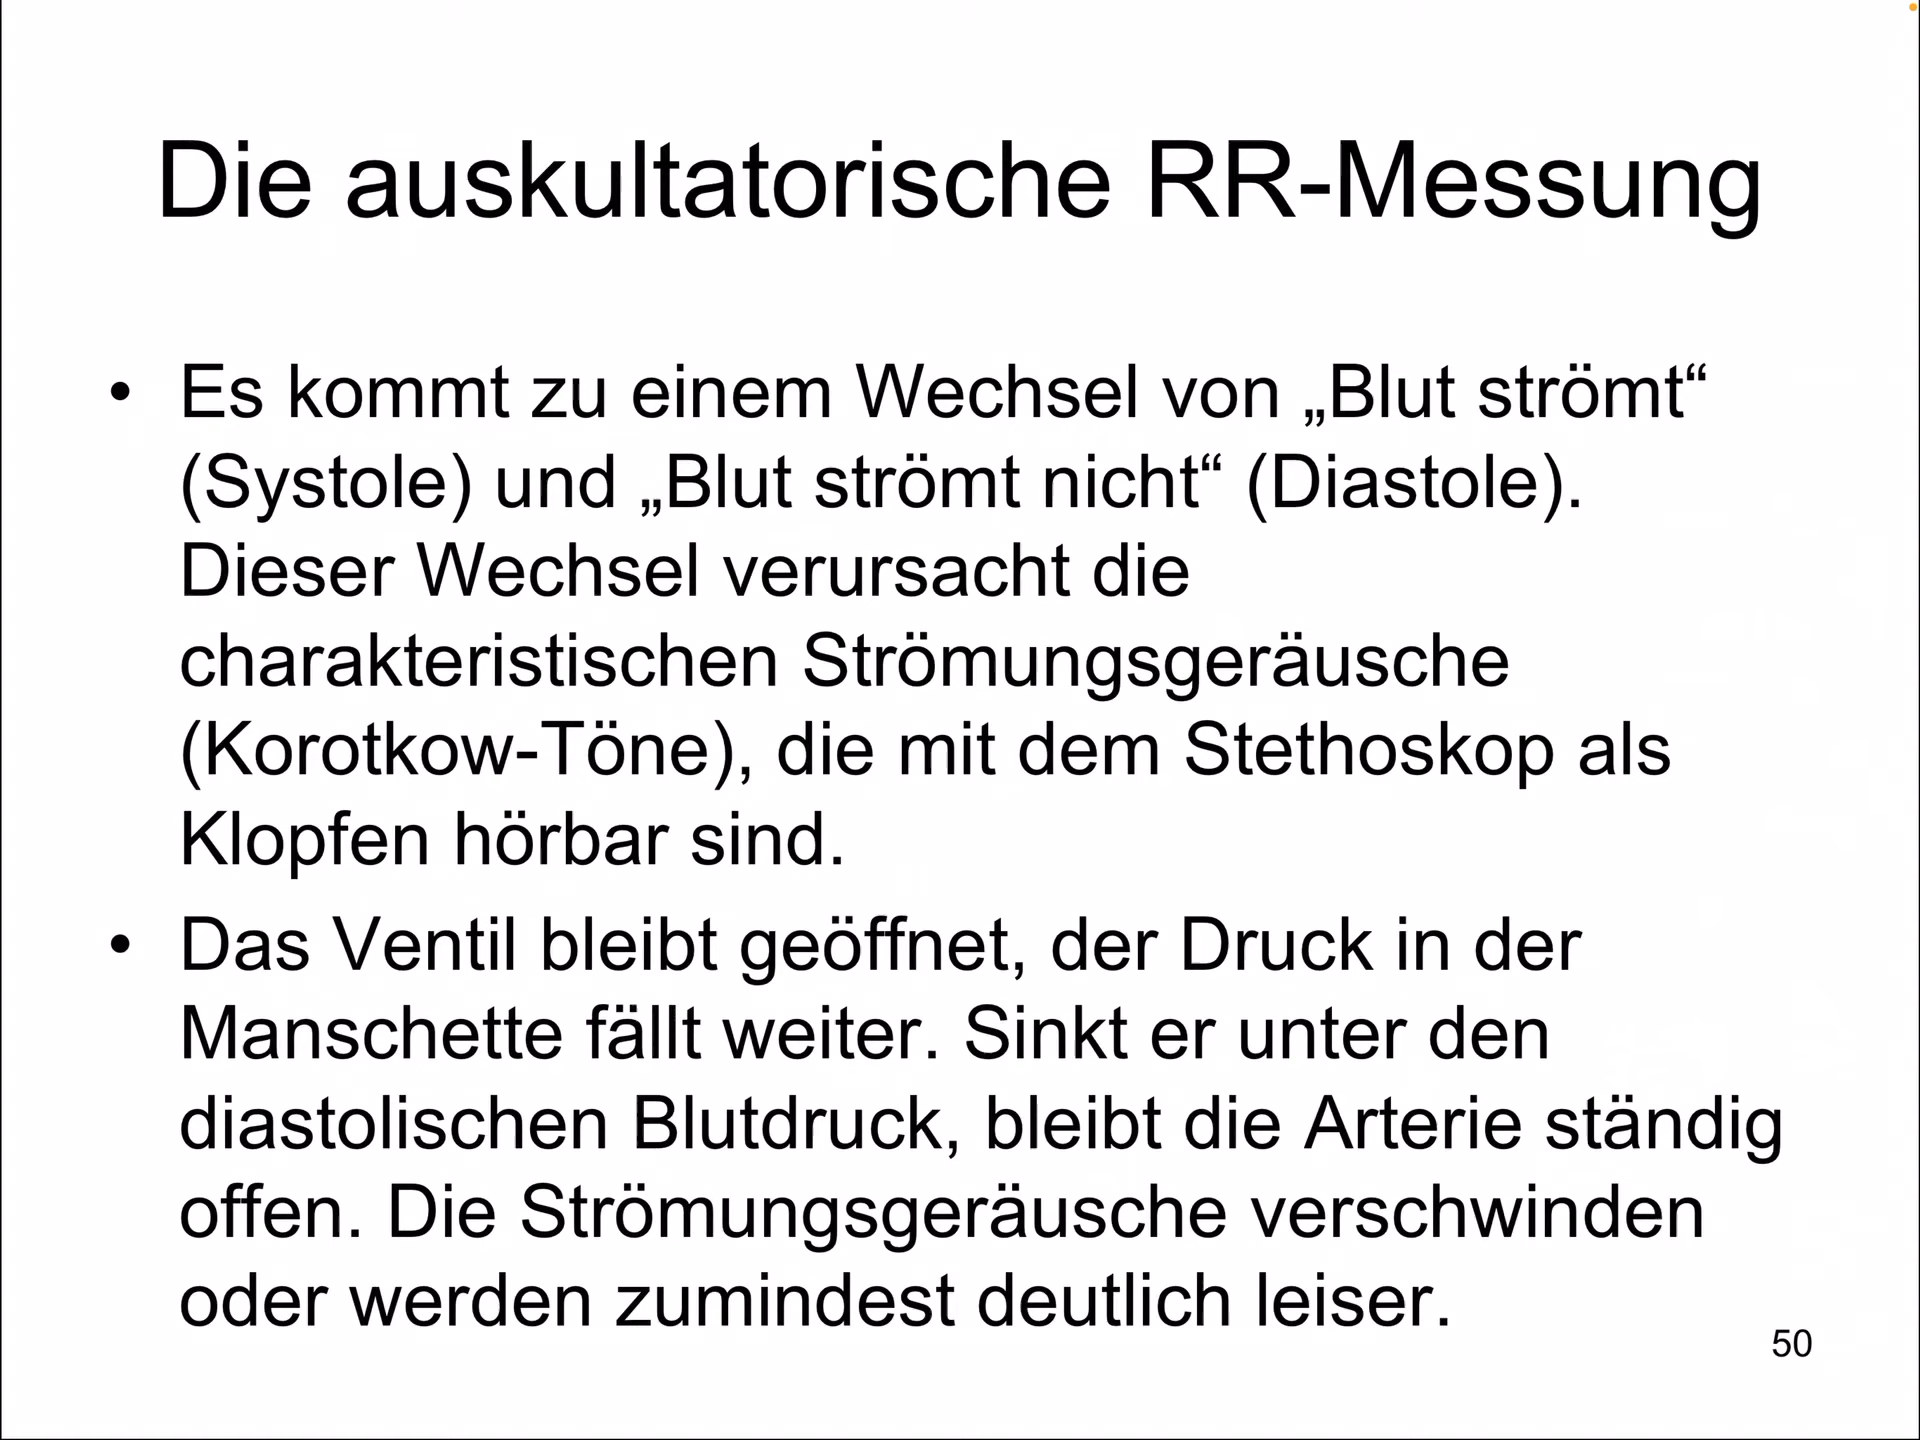 Die auskultatorische RR-Messung
• Es kommt zu einem Wechsel von „Blut strömt“
(Systole) und „Blut strömt nicht“ (Diastole).
Dieser Wechsel verursacht die
charakteristischen Strömungsgeräusche
(Korotkow-Töne), die mit dem Stethoskop als
Klopfen hörbar sind.
• Das Ventil bleibt geöffnet, der Druck in der
Manschette fällt weiter. Sinkt er unter den
diastolischen Blutdruck, bleibt die Arterie ständig
offen. Die Strömungsgeräusche verschwinden
oder werden zumindest deutlich leiser.
50